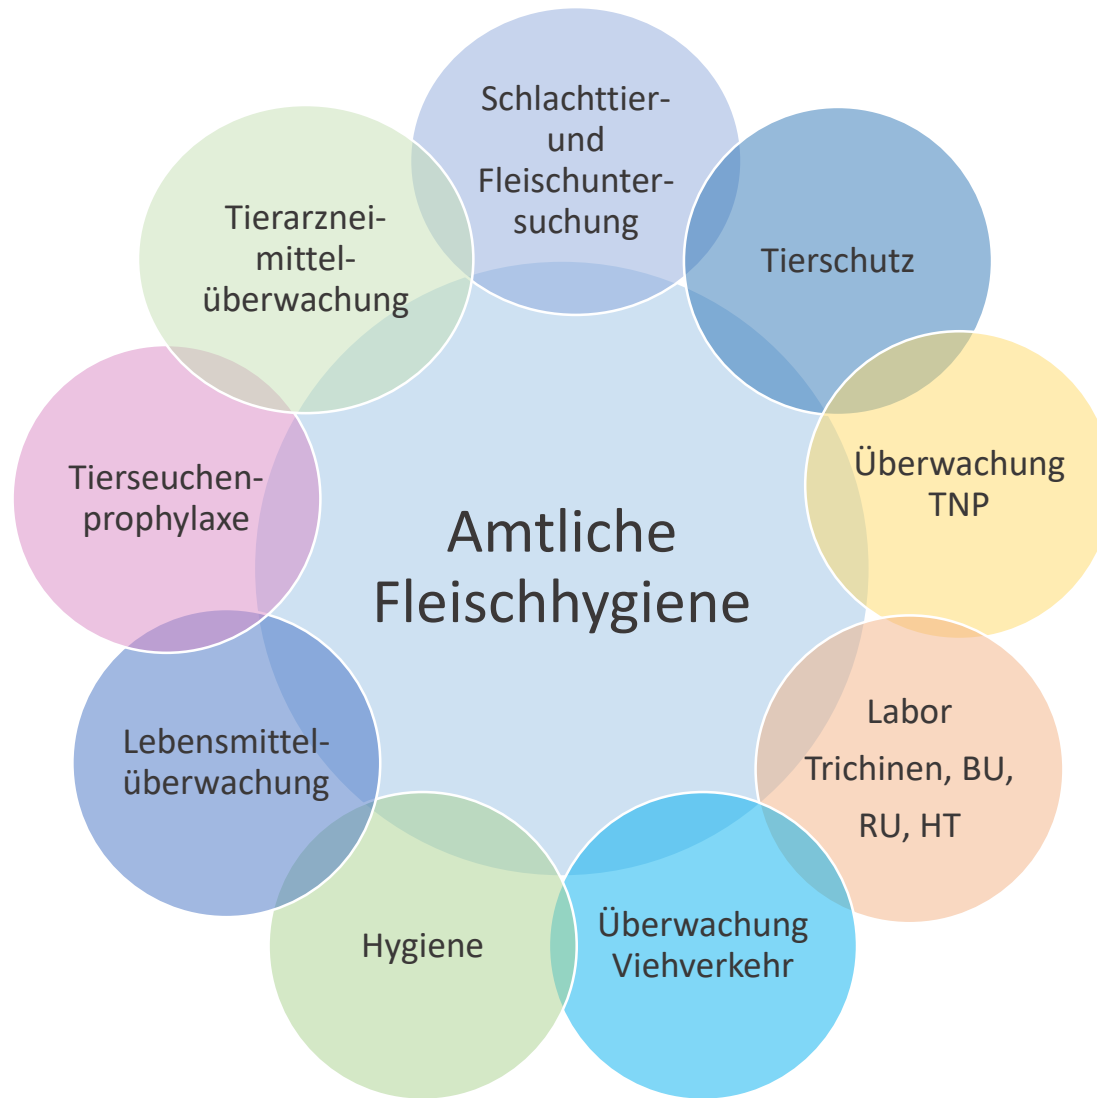 Schlachttier-
und
Fleischunter-
suchung
Tierschutz
Überwachung
TNP
Labor
Trichinen, BU,
RU, HT
Überwachung
Viehverkehr
Hygiene
Lebensmittel-
überwachung
Tierseuchen-
prophylaxe
Tierarznei-
mittel-
überwachung
Amtliche
Fleischhygiene